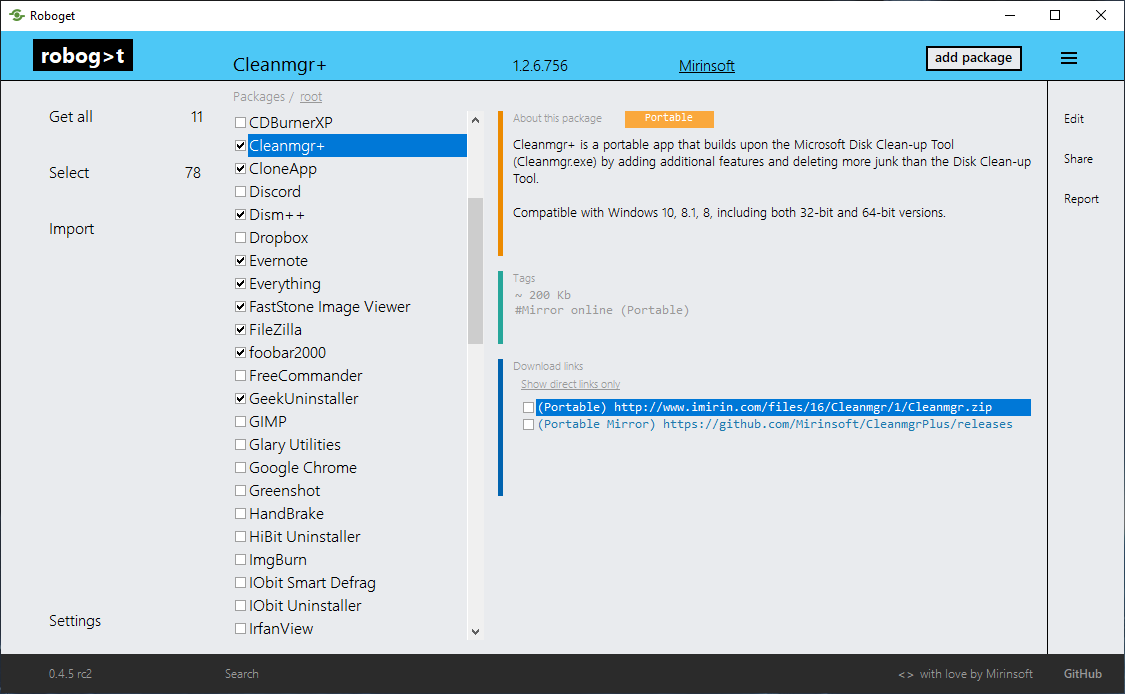 Roboget
robog>t
Cleanmgr+
1.2.6.756
Mirinsoft
add package
Get all 11
Select 78
Import
Settings
Packages / root
CDBurnerXP
Cleanmgr+
CloneApp
Discord
Dism++
Dropbox
Evernote
Everything
FastStone Image Viewer
FileZilla
foobar2000
FreeCommander
GeekUninstaller
GIMP
Glary Utilities
Google Chrome
Greenshot
HandBrake
HiBit Uninstaller
ImgBurn
IObit Smart Defrag
IObit Uninstaller
IrfanView
About this package
Portable
Cleanmgr+ is a portable app that builds upon the Microsoft Disk Clean-up Tool
(Cleanmgr.exe) by adding additional features and deleting more junk than the Disk Clean-up
Tool.
Compatible with Windows 10, 8.1, 8, including both 32-bit and 64-bit versions.
Tags
~ 200 Kb
#Mirror online (Portable)
Download links
Show direct links only
(Portable) http://www.imirin.com/files/16/Cleanmgr/1/Cleanmgr.zip
(Portable Mirror) https://github.com/Mirinsoft/CleanmgrPlus/releases
Edit
Share
Report
0.4.5 rc2
Search
<> with love by Mirinsoft
GitHub